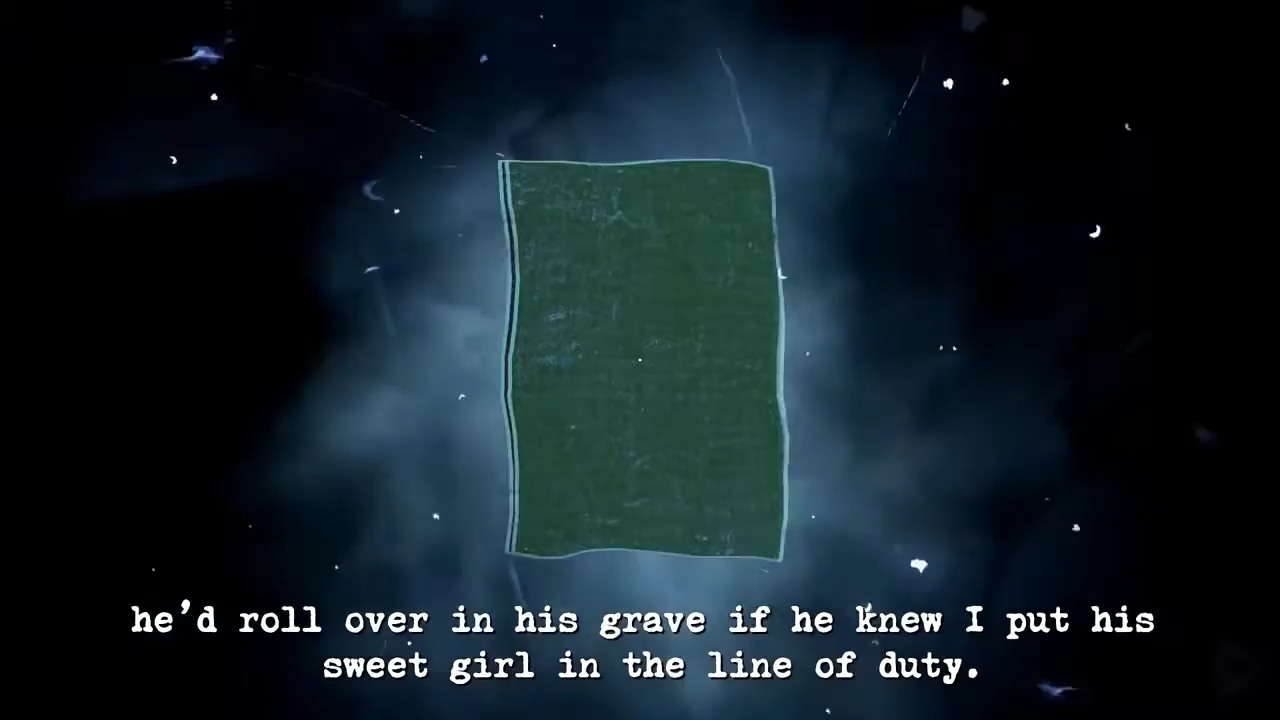 he’d roll over in his grave if he knew I put his
sweet girl in the line of duty.